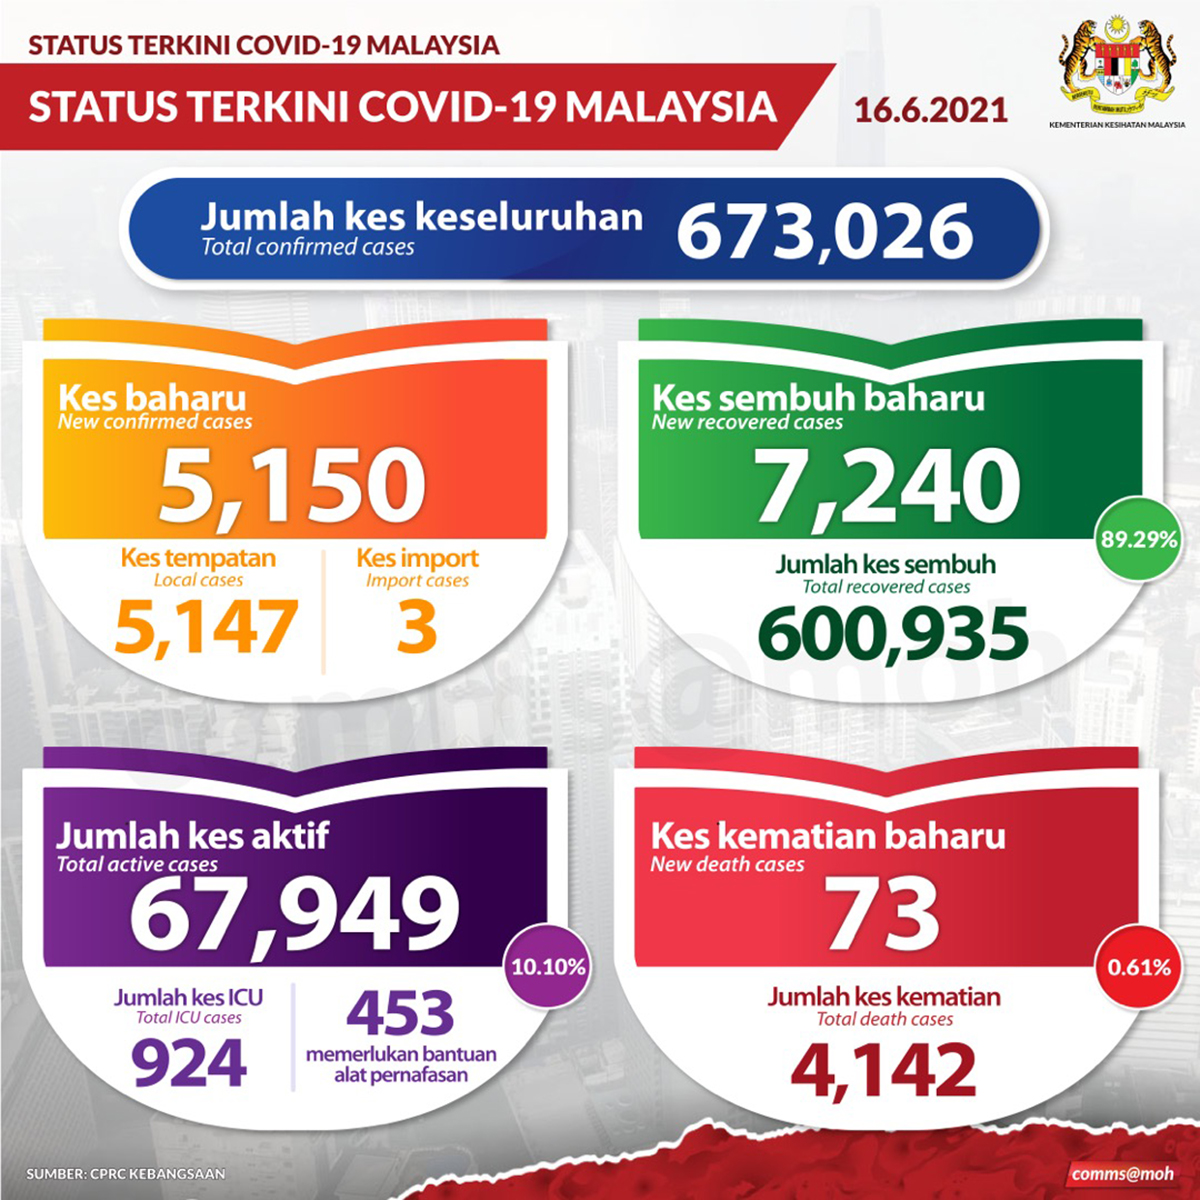 STATUS TERKINI COVID-19 MALAYSIA
STATUS TERKINI COVID-19 MALAYSIA
16.6.2021
KEMENTERIAN KESIHATAN MALAYSIA
Jumlah kes keseluruhan
Total confirmed cases
673,026
Kes baharu
New confirmed cases
5,150
Kes tempatan
Local cases
5,147
Kes import
Import cases
3
Kes sembuh baharu
New recovered cases
7,240
89.29%
Jumlah kes sembuh
Total recovered cases
600,935
Jumlah kes aktif
Total active cases
67,949
10.10%
Jumlah kes ICU
Total ICU cases
924
453
memerlukan bantuan
alat pernafasan
Kes kematian baharu
New death cases
73
0.61%
Jumlah kes kematian
Total death cases
4,142
SUMBER: CPRC KEBANGSAAN
comms@moh